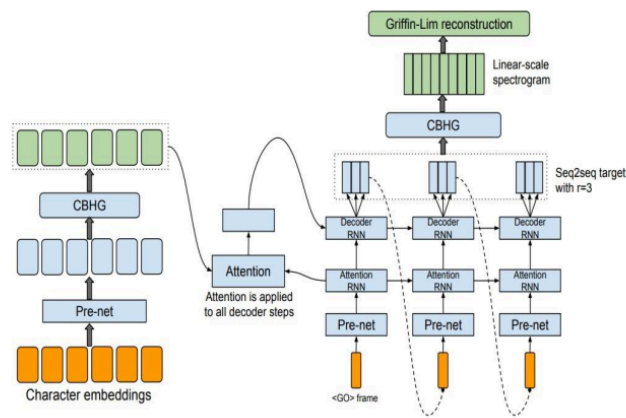 Griffin-Lim reconstruction
Linear-scale
spectrogram
CBHG
Seq2seq target
with r=3
CBHG
Pre-net
Character embeddings
Attention
Attention is applied
to all decoder steps
Decoder
RNN
Decoder
RNN
Decoder
RNN
Attention
RNN
Attention
RNN
Attention
RNN
Pre-net
Pre-net
Pre-net
<GO> frame